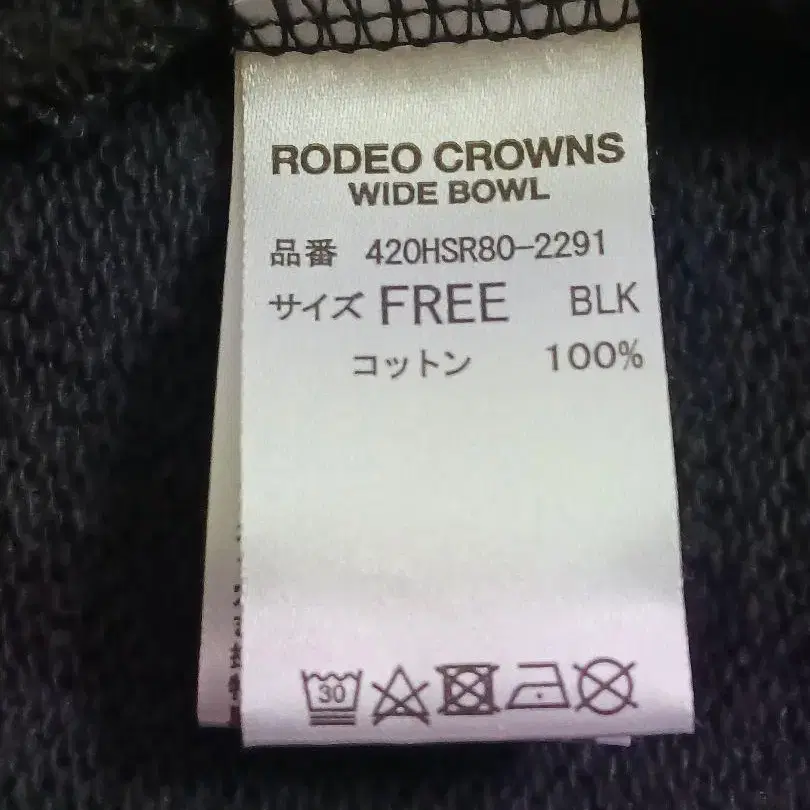 RODEO CROWNS
WIDE BOWL
品番 420HSR80-2291
サイズ FREE BLK
コットン 100%
30